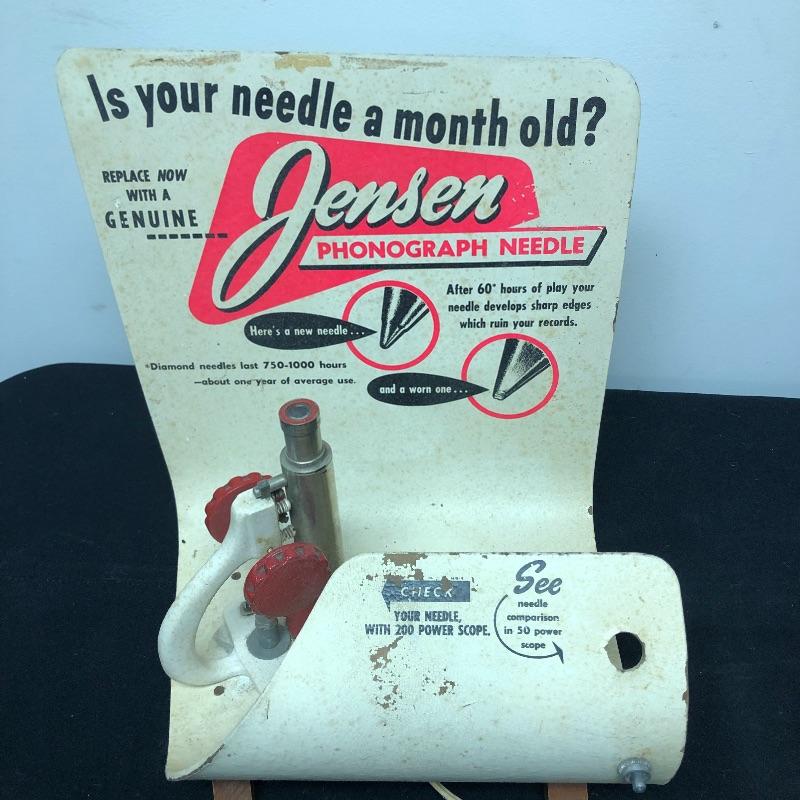 Is your needle a month old?
REPLACE NOW
WITH A
GENUINE
Jensen
PHONOGRAPH NEEDLE
After 60* hours of play your
needle develops sharp edges
which ruin your records.
Here's a new needle...
*Diamond needles last 750-1000 hours
—about one year of average use.
and a worn one...
CHECK
YOUR NEEDLE,
WITH 200 POWER SCOPE.
See
needle
comparison
in 50 power
scope